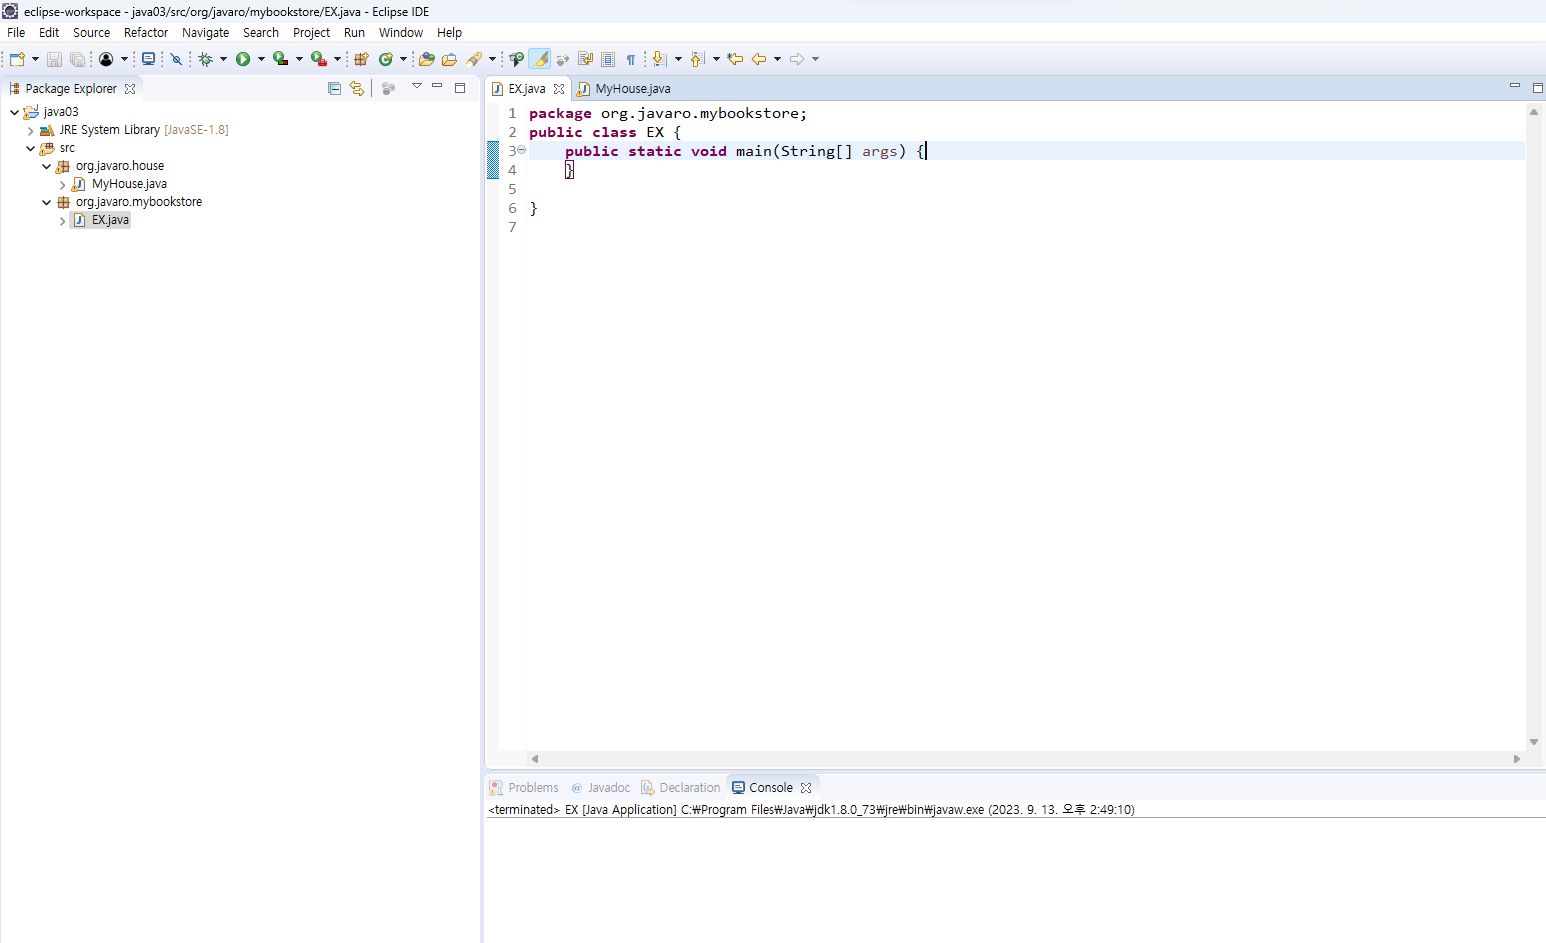 eclipse-workspace - java03/src/org/javaro/mybookstore/EX.java - Eclipse IDE
File Edit Source Refactor Navigate Search Project Run Window Help
Package Explorer
java03
JRE System Library [JavaSE-1.8]
src
org.javaro.house
MyHouse.java
org.javaro.mybookstore
EX.java
EX.java MyHouse.java
1 package org.javaro.mybookstore;
2 public class EX {
3 public static void main(String[] args) {
4 }
5
6 }
7
Problems @ Javadoc Declaration Console
<terminated> EX [Java Application] C:₩Program Files₩Java₩jdk1.8.0_73₩jre₩bin₩javaw.exe (2023. 9. 13. 오후 2:49:10)